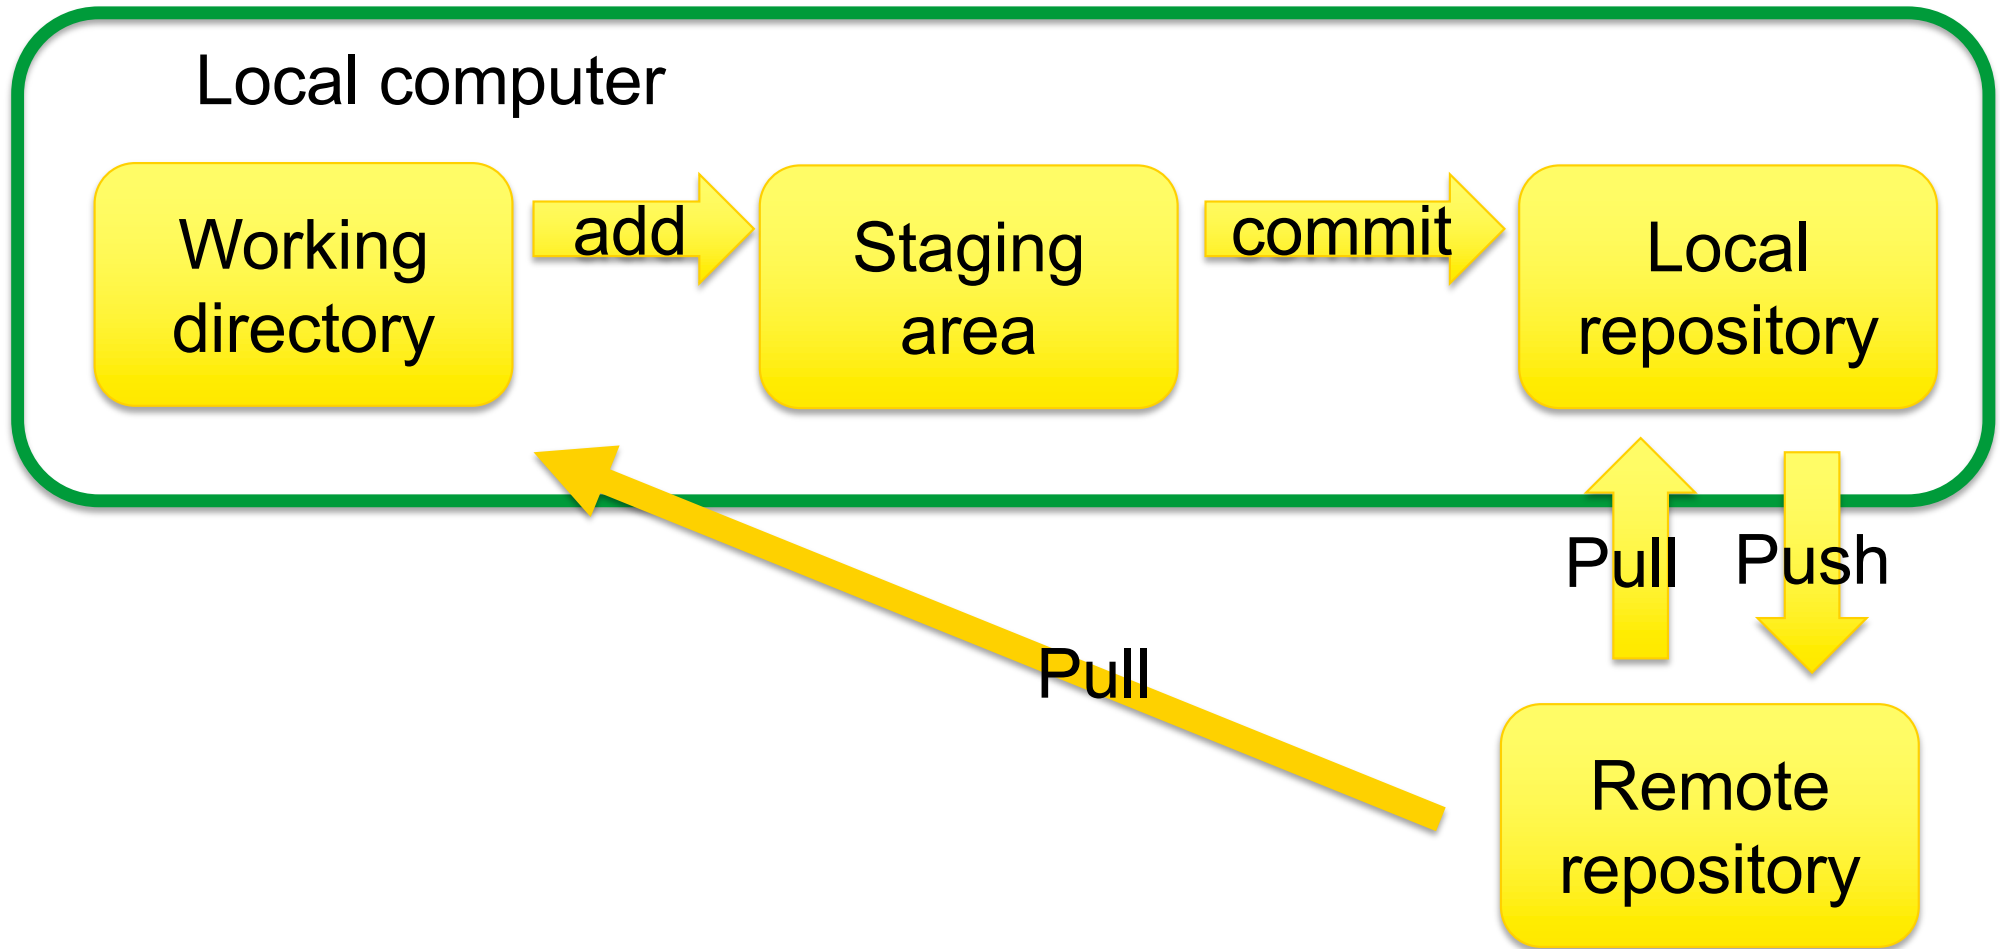 Local computer
Working
directory
add
Staging
area
commit
Local
repository
Pull
Push
Pull
Remote
repository